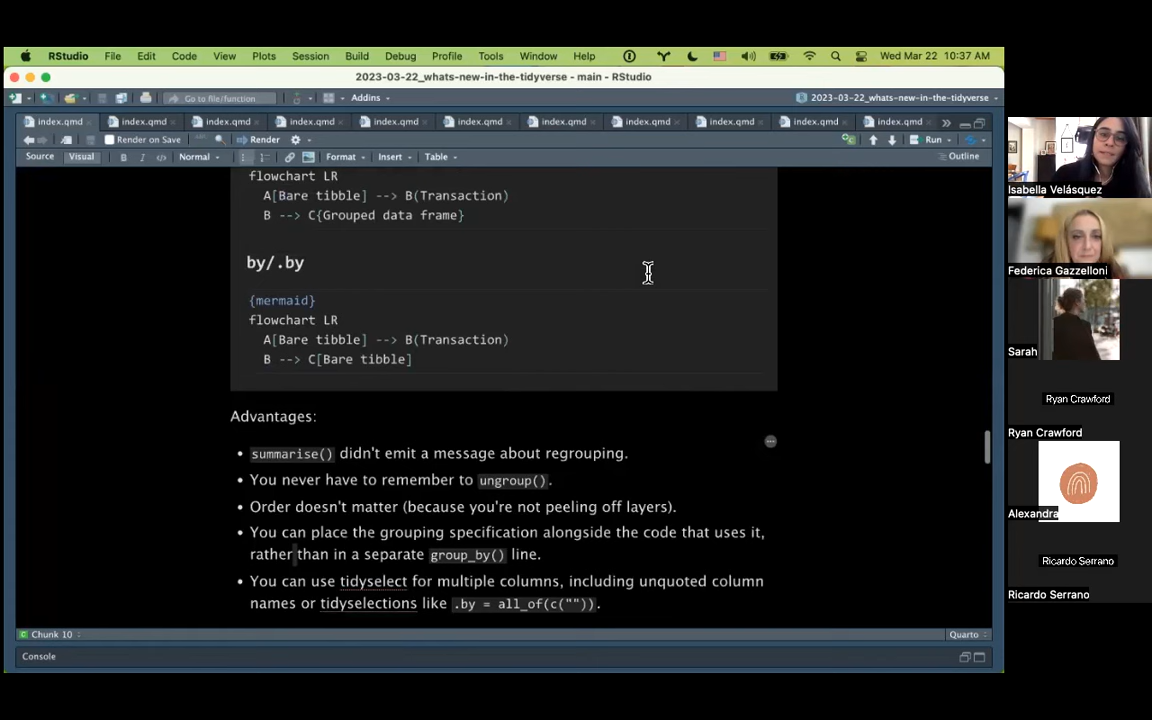 RStudio File Edit Code View Plots Session Build Debug Profile Tools Window Help Wed Mar 22 10:37 AM
2023-03-22_whats-new-in-the-tidyverse - main - RStudio
Go to file/function Addins 2023-03-22_whats-new-in-the-tidyverse
index.qmd index.qmd index.qmd index.qmd index.qmd index.qmd index.qmd index.qmd index.qmd index.qmd index.qmd
Render on Save Render Run
Source Visual B I </> Normal Format Insert Table Outline
flowchart LR
A[Bare tibble] --> B(Transaction)
B --> C{Grouped data frame}
by/.by
{mermaid}
flowchart LR
A[Bare tibble] --> B(Transaction)
B --> C[Bare tibble]
Advantages:
• summarise() didn't emit a message about regrouping.
• You never have to remember to ungroup().
• Order doesn't matter (because you're not peeling off layers).
• You can place the grouping specification alongside the code that uses it,
rather than in a separate group_by() line.
• You can use tidyselect for multiple columns, including unquoted column
names or tidyselections like .by = all_of(c("")).
Chunk 10 Quarto
Console
Isabella Velásquez
Federica Gazzelloni
Sarah
Ryan Crawford
Ryan Crawford
Alexandra
Ricardo Serrano
Ricardo Serrano